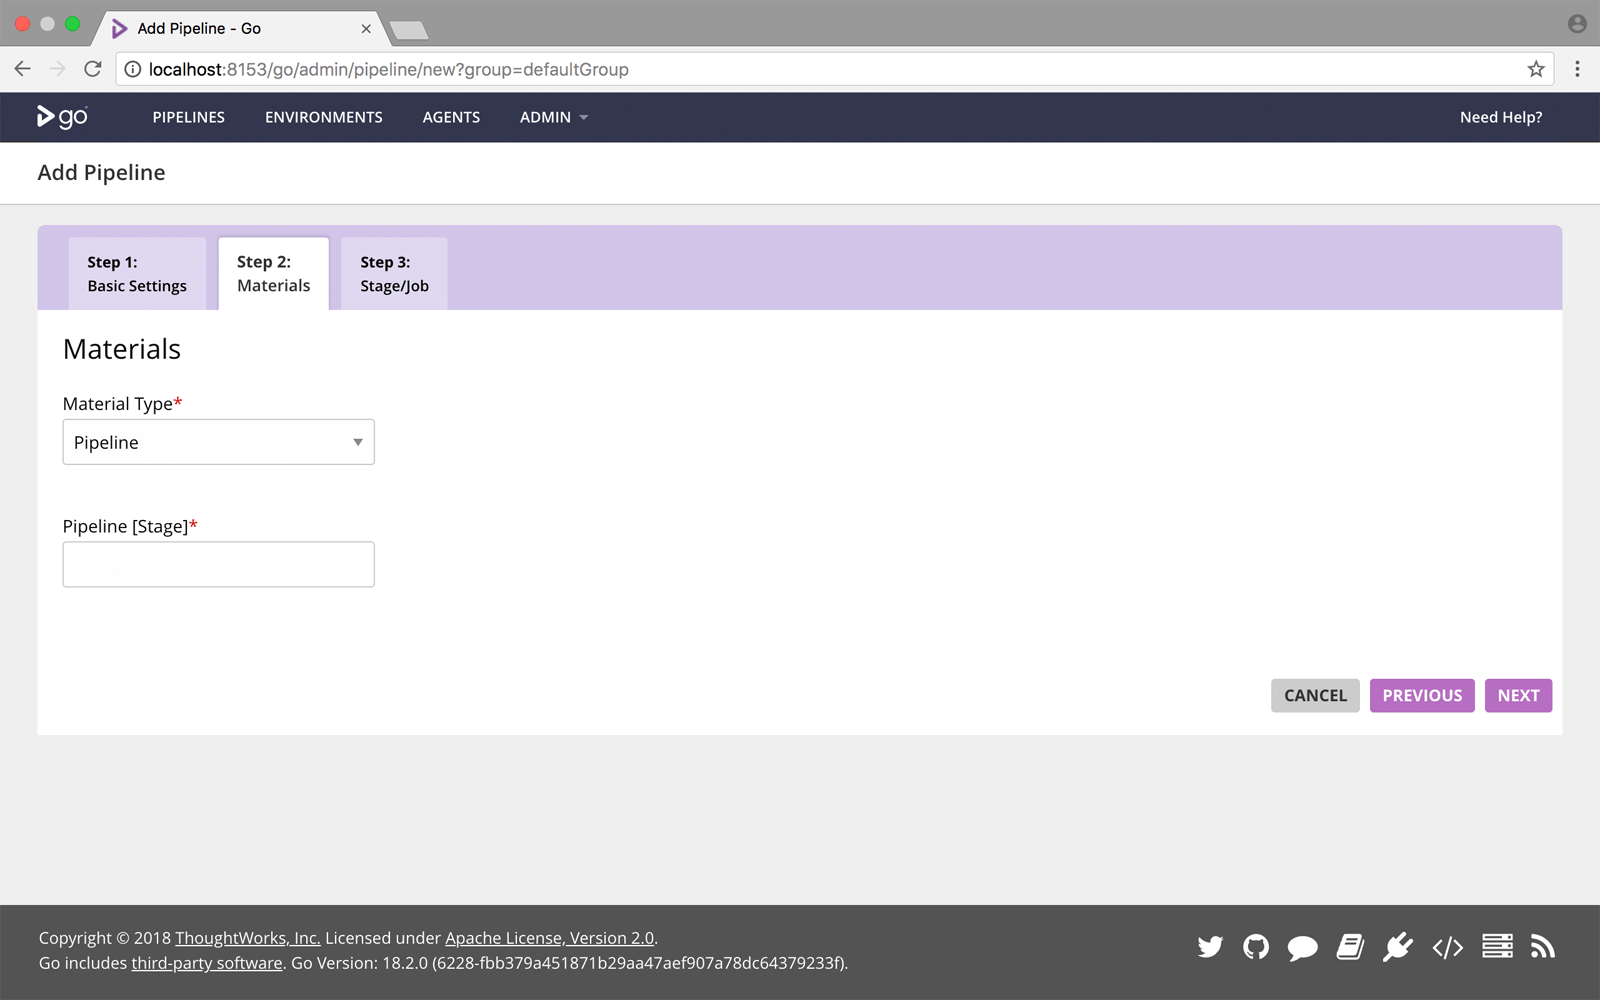 Add Pipeline - Go
localhost:8153/go/admin/pipeline/new?group=defaultGroup
go PIPELINES ENVIRONMENTS AGENTS ADMIN Need Help?
Add Pipeline
Step 1:
Basic Settings
Step 2:
Materials
Step 3:
Stage/Job
Materials
Material Type*
Pipeline
Pipeline [Stage]*
CANCEL PREVIOUS NEXT
Copyright © 2018 ThoughtWorks, Inc. Licensed under Apache License, Version 2.0.
Go includes third-party software. Go Version: 18.2.0 (6228-fbb379a451871b29aa47aef907a78dc64379233f).